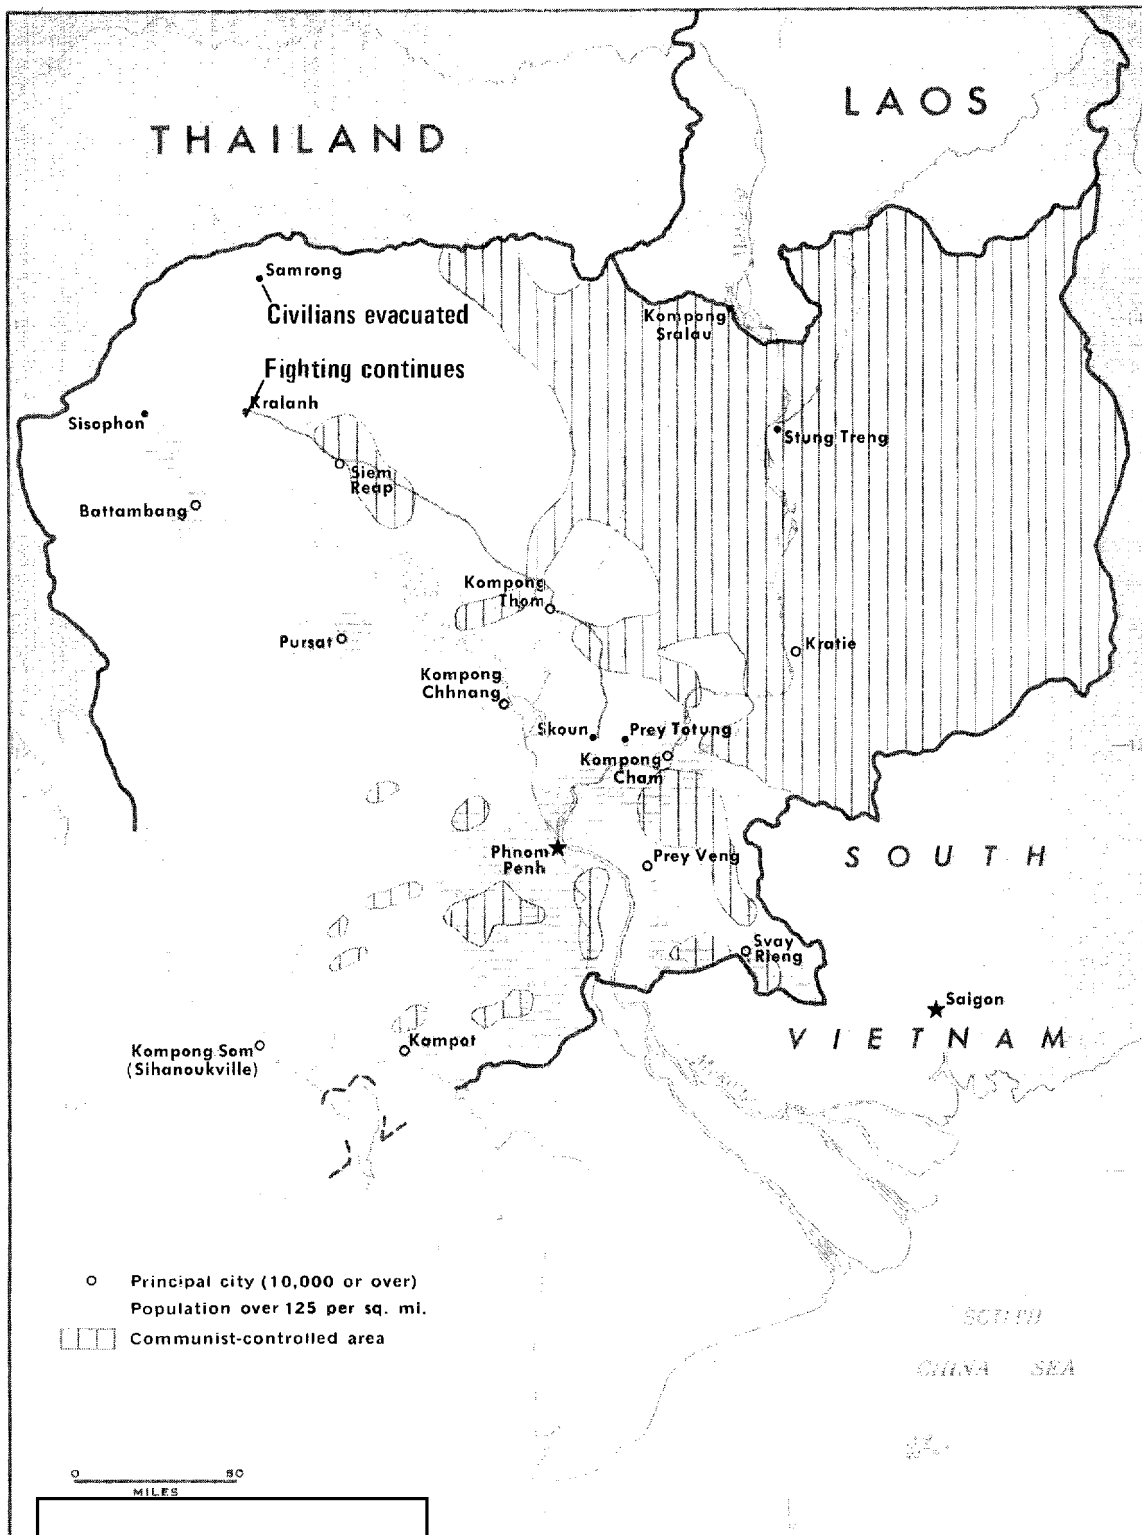 THAILAND
LAOS
Samrong
Civilians evacuated
Kompong
Sralau
Fighting continues
Kralanh
Sisophon
Stung Treng
Siem
Reap
Battambang
Kompong
Thom
Pursat
Kratie
Kompong
Chhnang
Skoun
Prey Totung
Kompong
Cham
Phnom
Penh
Prey Veng
SOUTH
Svay
Rieng
Saigon
VIETNAM
Kampot
Kompong Som
(Sihanoukville)
Principal city (10,000 or over)
Population over 125 per sq. mi.
Communist-controlled area
CHINA SEA
0
MILES